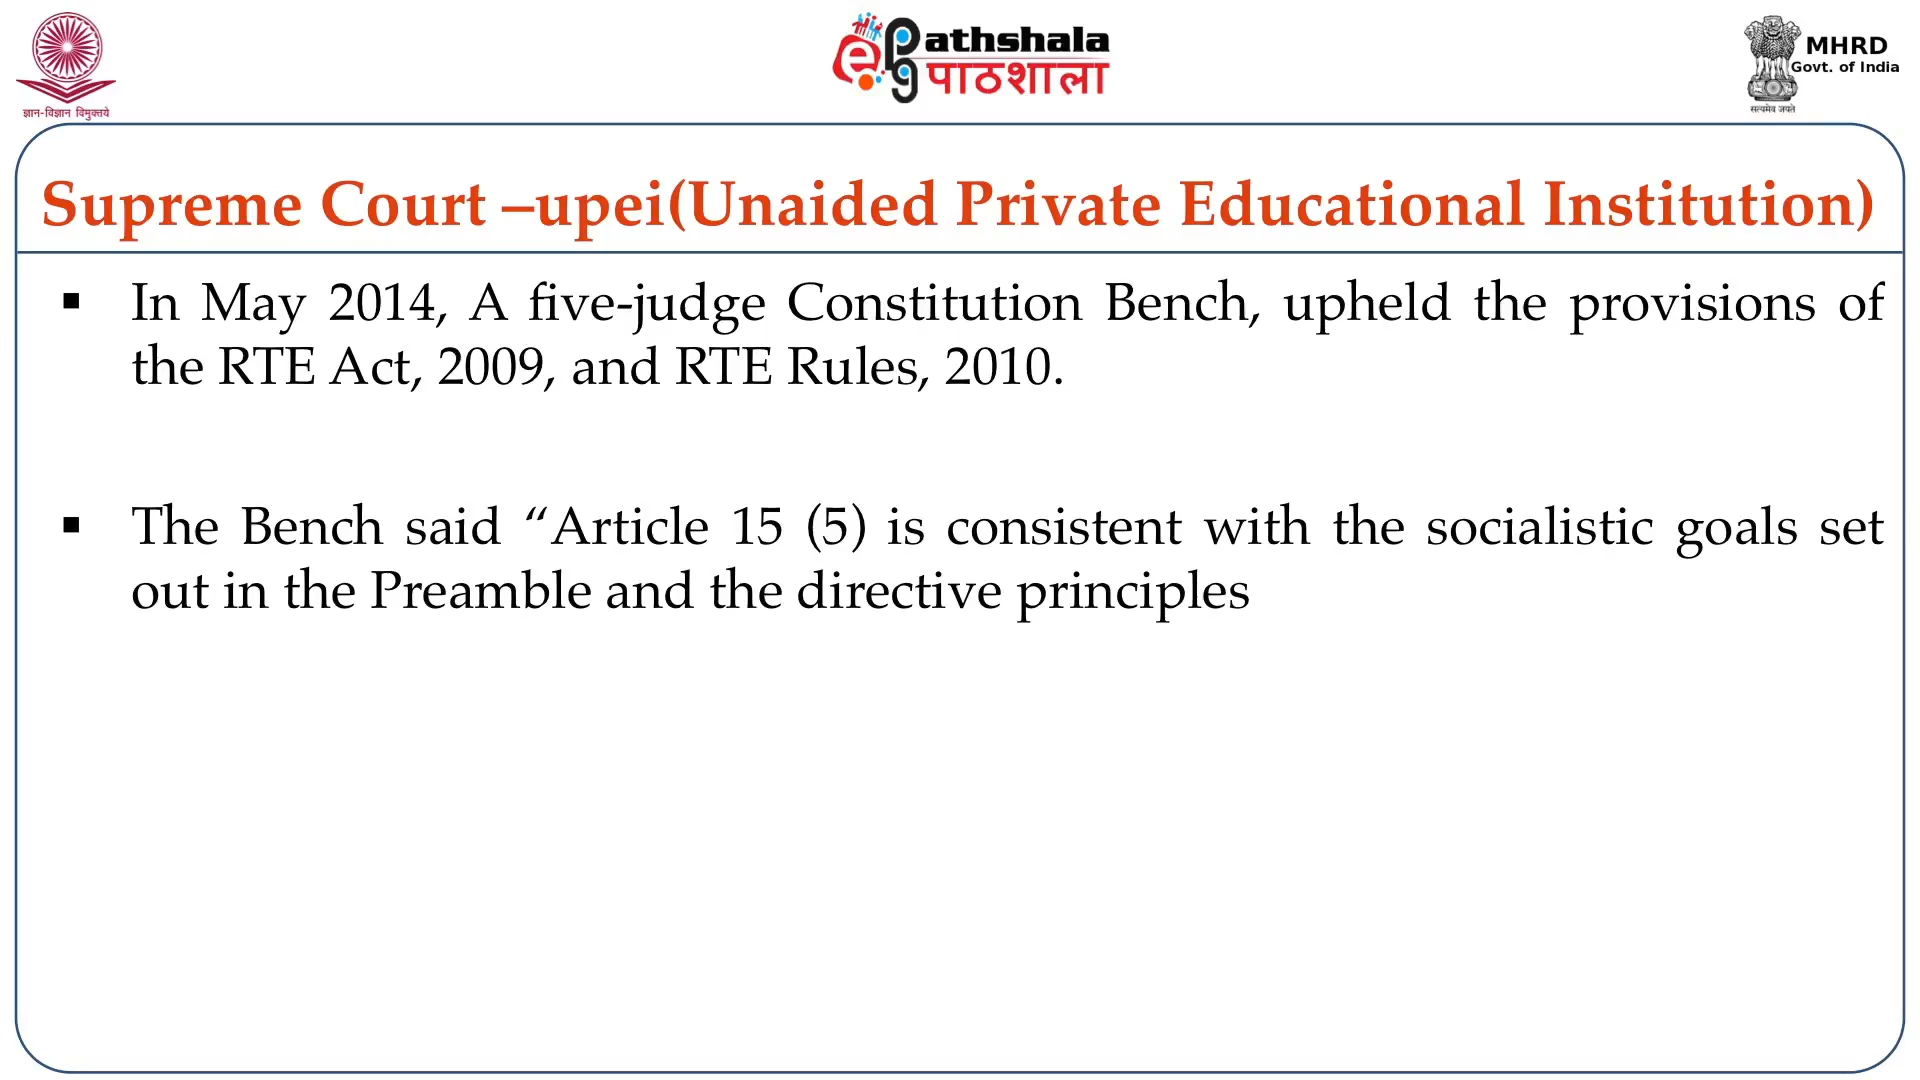 ज्ञान-विज्ञान विमुक्तये
ePg Pathshala
पाठशाला
MHRD
Govt. of India
सत्यमेव जयते
Supreme Court –upei(Unaided Private Educational Institution)
▪ In May 2014, A five-judge Constitution Bench, upheld the provisions of
the RTE Act, 2009, and RTE Rules, 2010.
▪ The Bench said “Article 15 (5) is consistent with the socialistic goals set
out in the Preamble and the directive principles